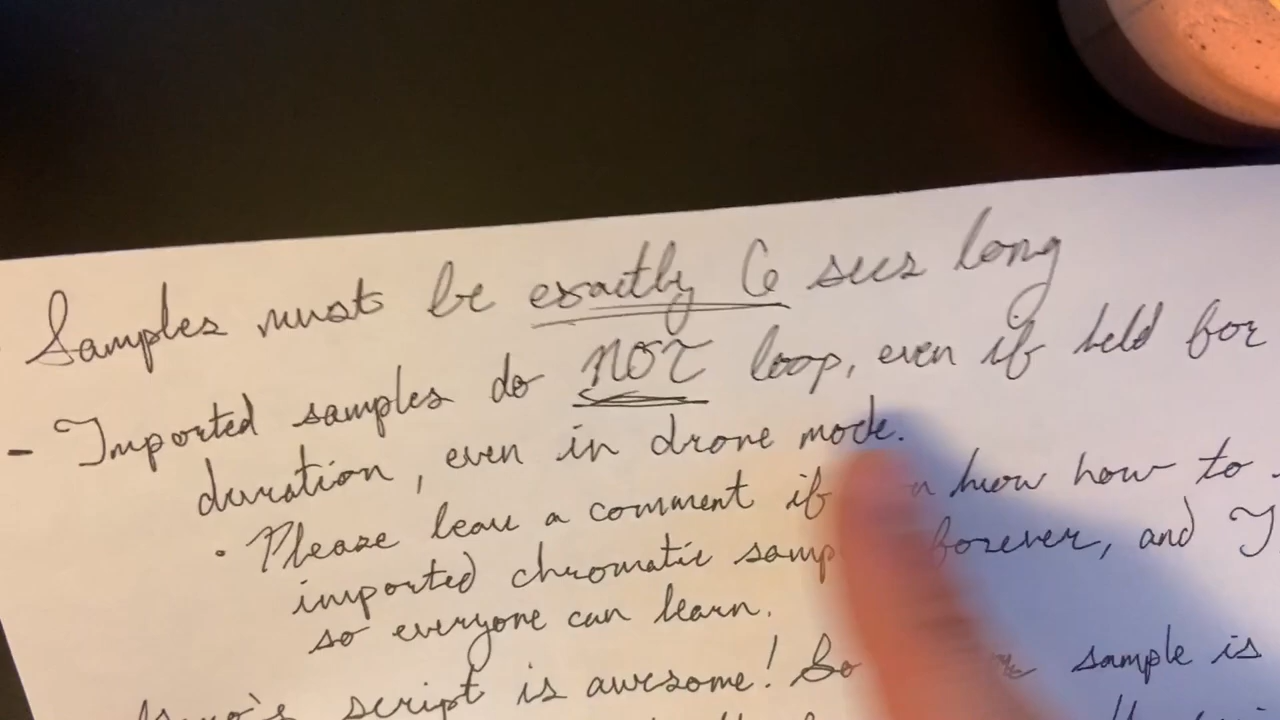 Samples must be exactly 6 secs long
- Imported samples do NOT loop, even if held for
duration, even in drone mode.
• Please leave a comment if know how to
imported chromatic forever, and I
so everyone can learn.
script is awesome! So sample is